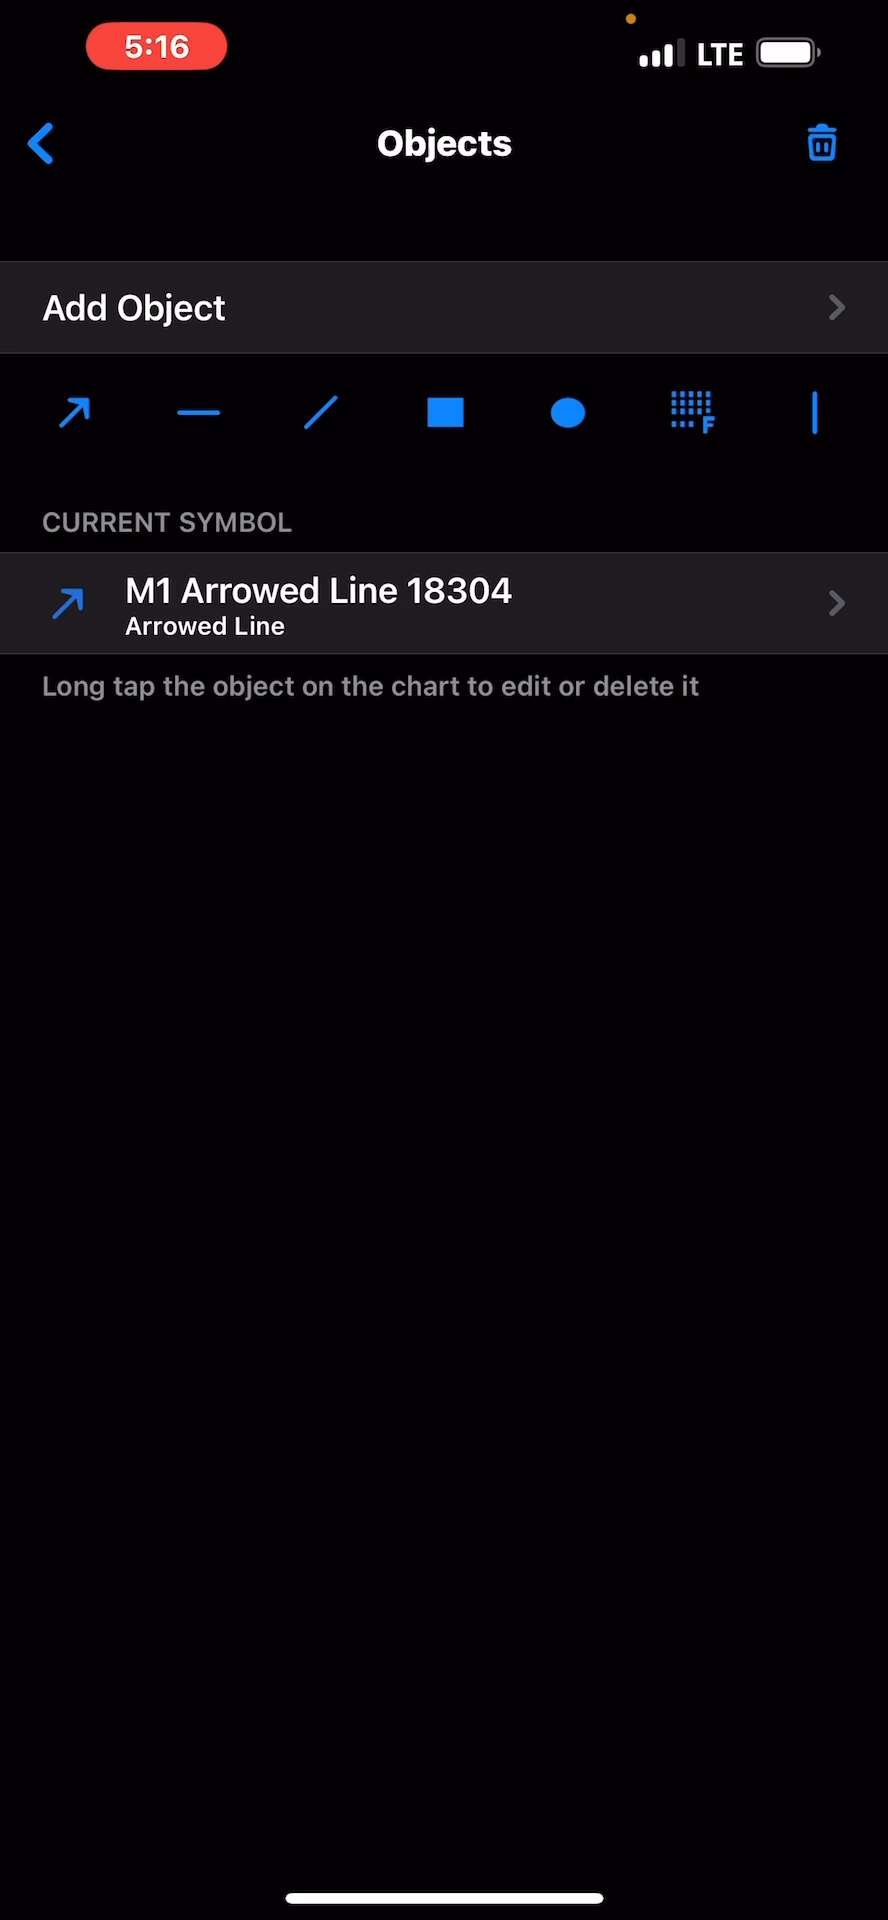 5:16
LTE
Objects
Add Object
F
CURRENT SYMBOL
M1 Arrowed Line 18304
Arrowed Line
Long tap the object on the chart to edit or delete it